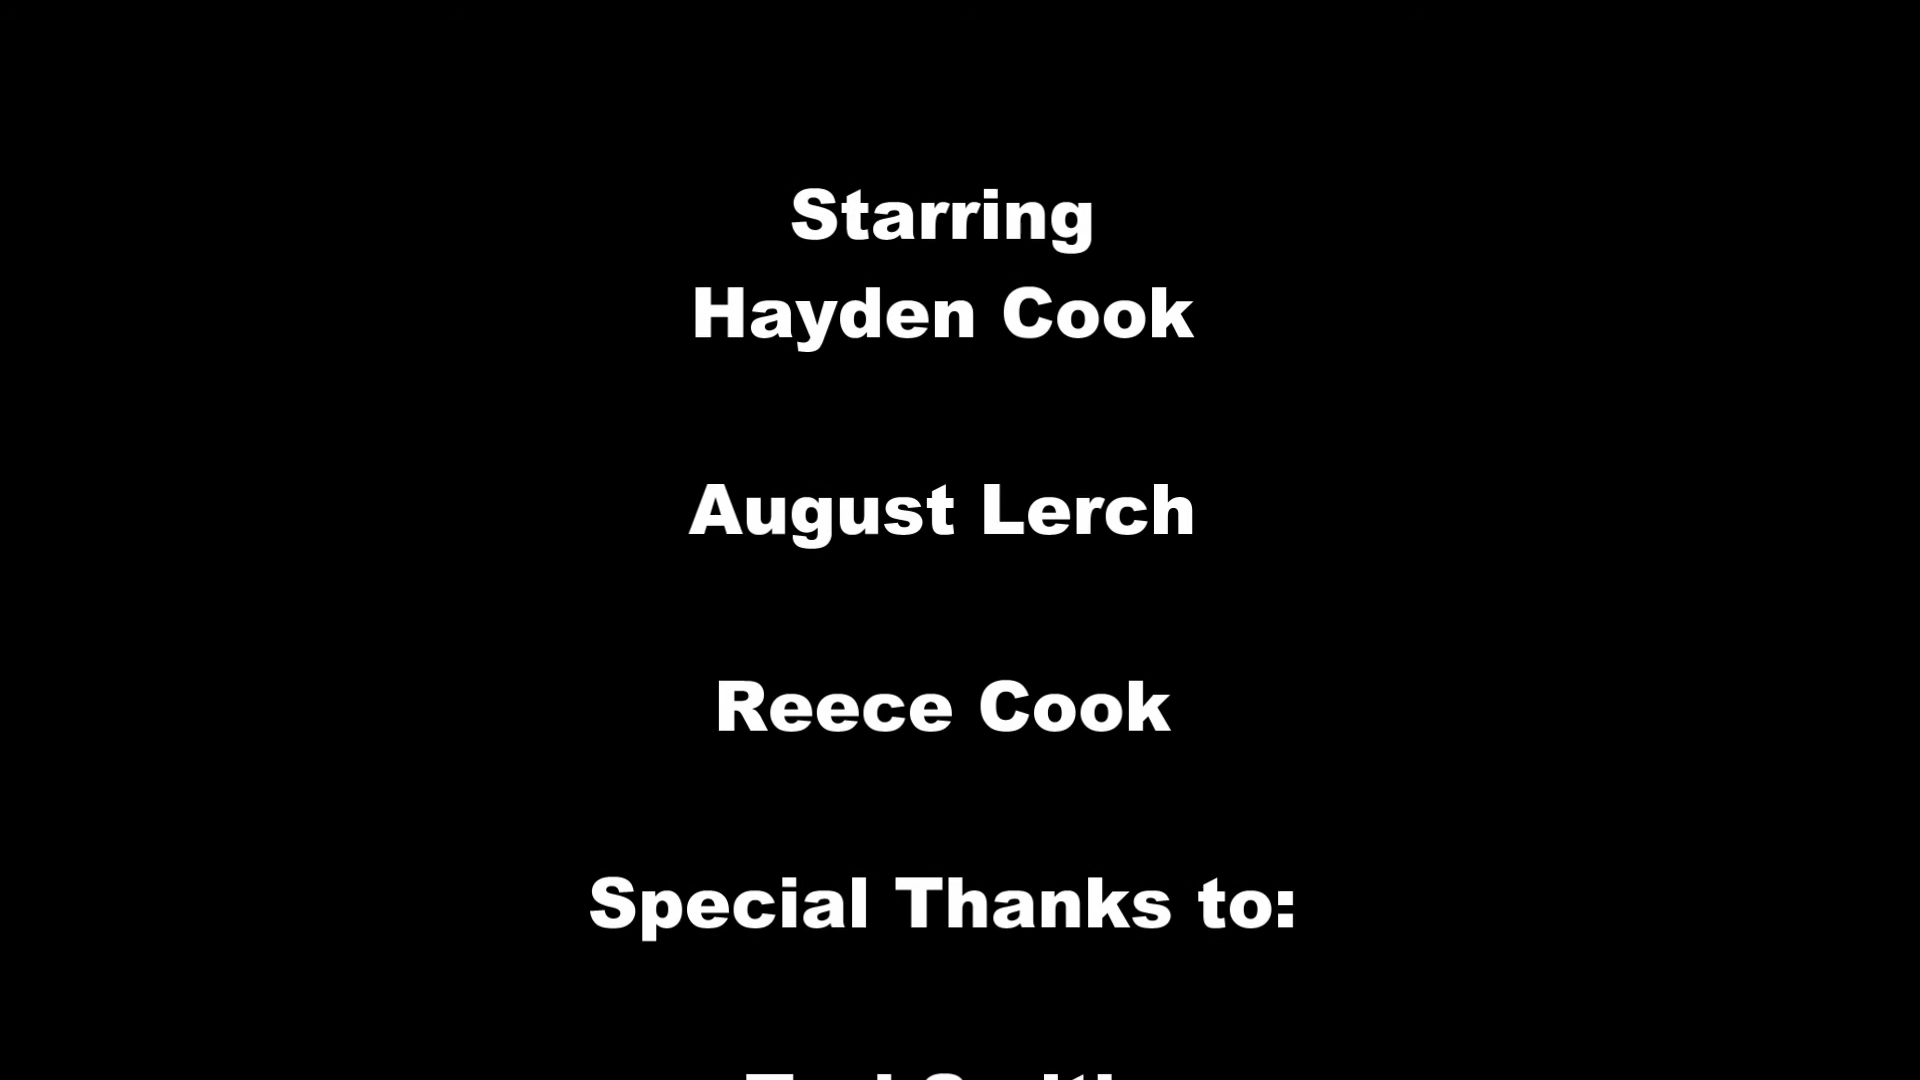 Starring
Hayden Cook
August Lerch
Reece Cook
Special Thanks to: